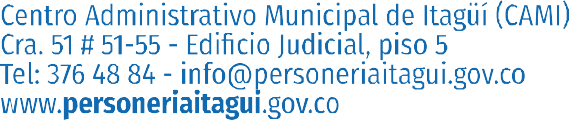 Centro Administrativo Municipal de Itagüí (CAMI)
Cra. 51 # 51-55 - Edificio Judicial, piso 5
Tel: 376 48 84 - info@personeriaitagui.gov.co
www.personeriaitagui.gov.co